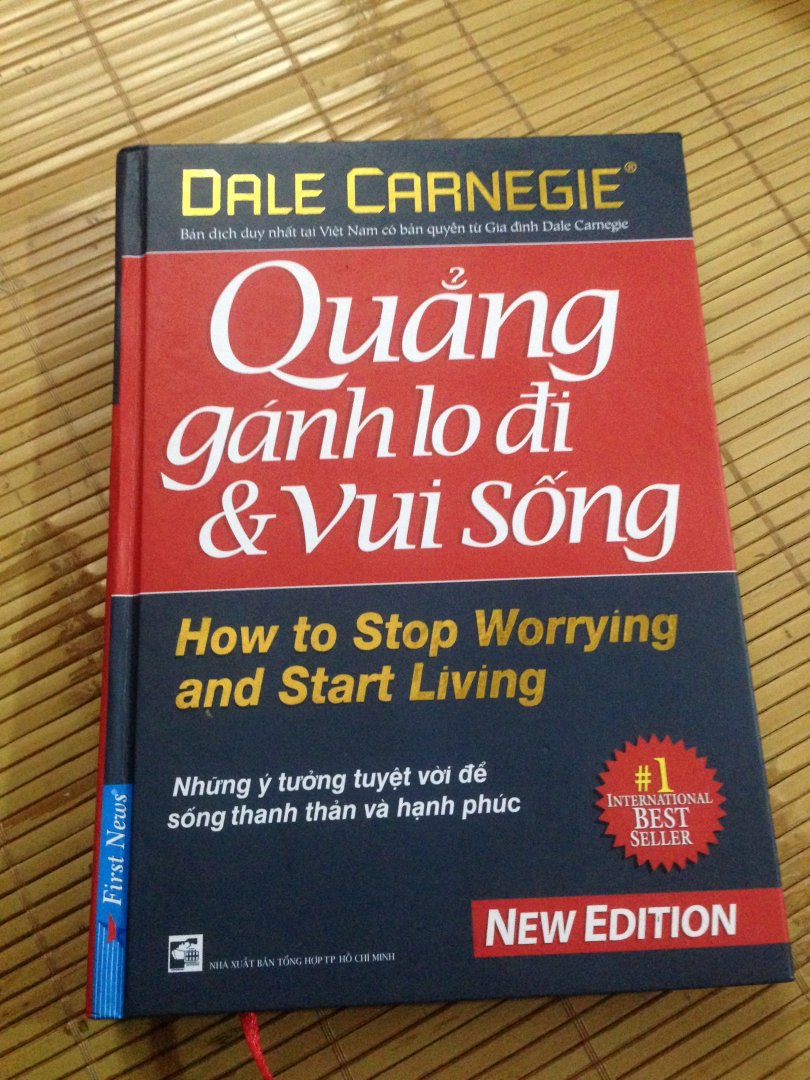 DALE CARNEGIE®
Bản dịch duy nhất tại Việt Nam có bản quyền từ Gia đình Dale Carnegie
Quẳng
gánh lo đi
& Vui Sống
How to Stop Worrying
and Start Living
Những ý tưởng tuyệt vời để
sống thanh thản và hạnh phúc
#1
INTERNATIONAL
BEST
SELLER
NEW EDITION
First News®
NHÀ XUẤT BẢN TỔNG HỢP TP. HỒ CHÍ MINH